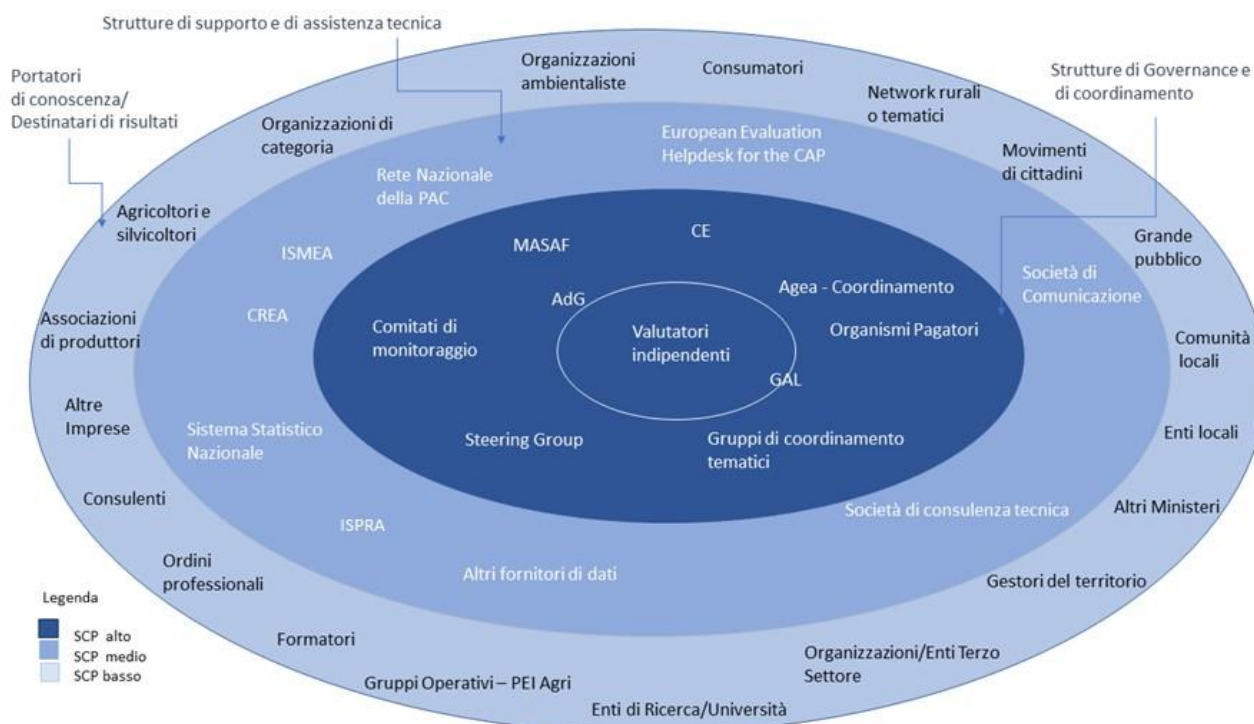 Strutture di supporto e di assistenza tecnica
Portatori
di conoscenza/
Destinatari di risultati
Strutture di Governance e
di coordinamento
Organizzazioni
ambientaliste
Consumatori
Network rurali
o tematici
Organizzazioni di
categoria
European Evaluation
Helpdesk for the CAP
Movimenti
di cittadini
Rete Nazionale
della PAC
Agricoltori e
silvicoltori
Grande
pubblico
ISMEA
MASAF
CE
Società di
Comunicazione
Agea - Coordinamento
AdG
CREA
Associazioni
di produttori
Comitati di
monitoraggio
Valutatori
indipendenti
Organismi Pagatori
Comunità
locali
GAL
Altre
Imprese
Sistema Statistico
Nazionale
Steering Group
Gruppi di coordinamento
tematici
Enti locali
Consulenti
ISPRA
Società di consulenza tecnica
Altri Ministeri
Ordini
professionali
Altri fornitori di dati
Gestori del territorio
Legenda
SCP alto
SCP medio
SCP basso
Formatori
Organizzazioni/Enti Terzo
Settore
Gruppi Operativi – PEI Agri
Enti di Ricerca/Università